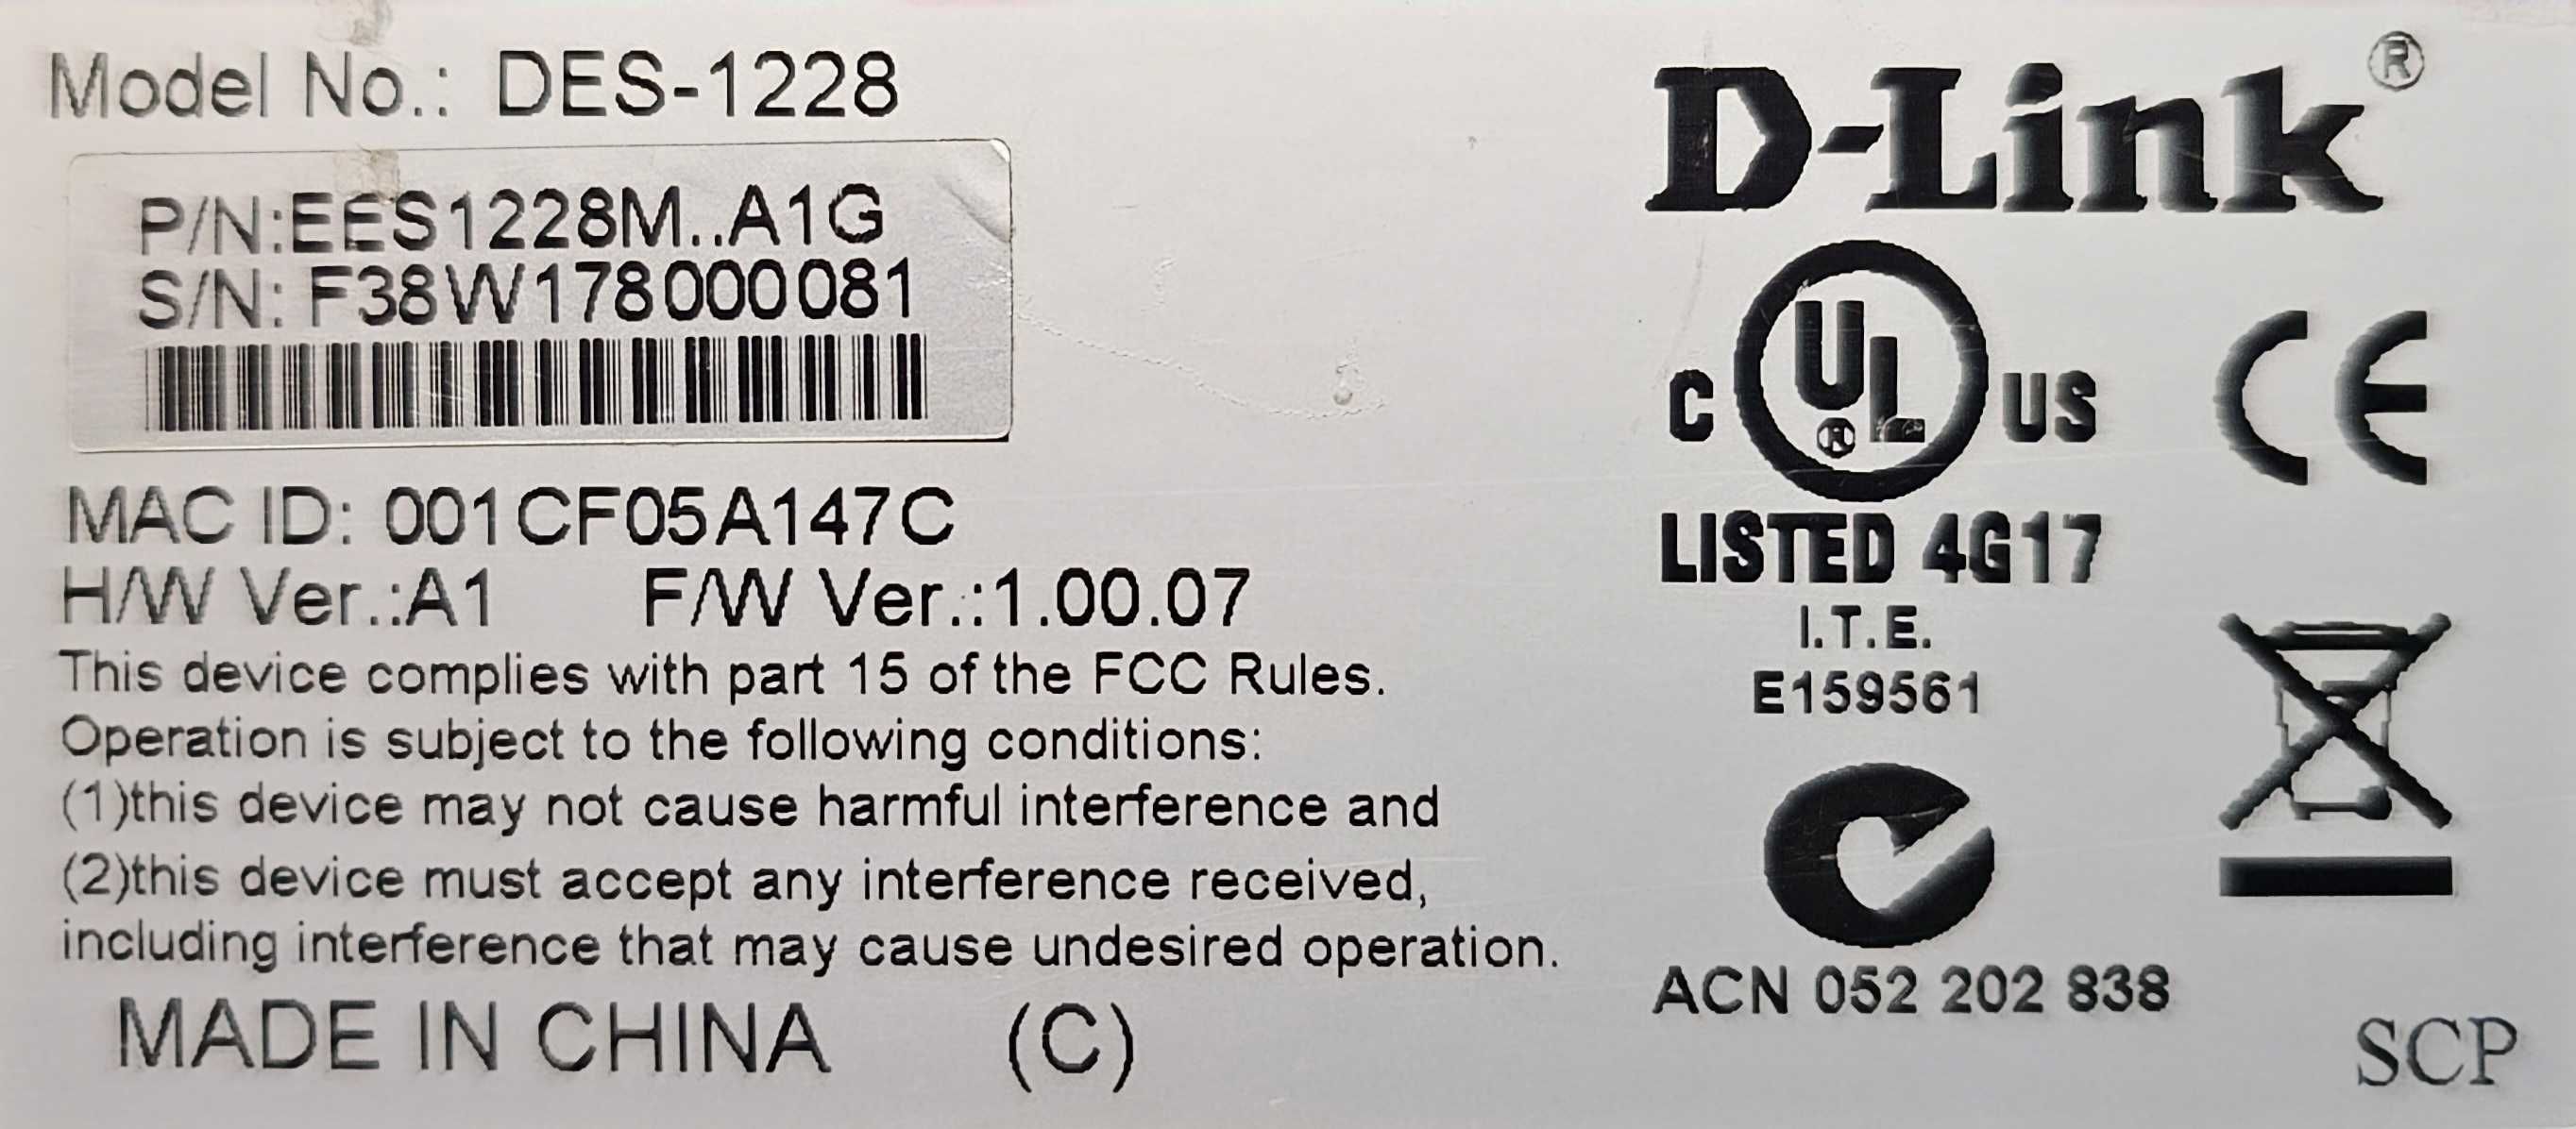 Model No.: DES-1228
P/N:EES1228M..A1G
S/N: F38W178000081
MAC ID: 001CF05A147C
H/W Ver.:A1 F/W Ver.:1.00.07
This device complies with part 15 of the FCC Rules.
Operation is subject to the following conditions:
(1)this device may not cause harmful interference and
(2)this device must accept any interference received,
including interference that may cause undesired operation.
MADE IN CHINA (C)
D-Link®
C UL® US
CE
LISTED 4G17
I.T.E.
E159561
ACN 052 202 838
SCP